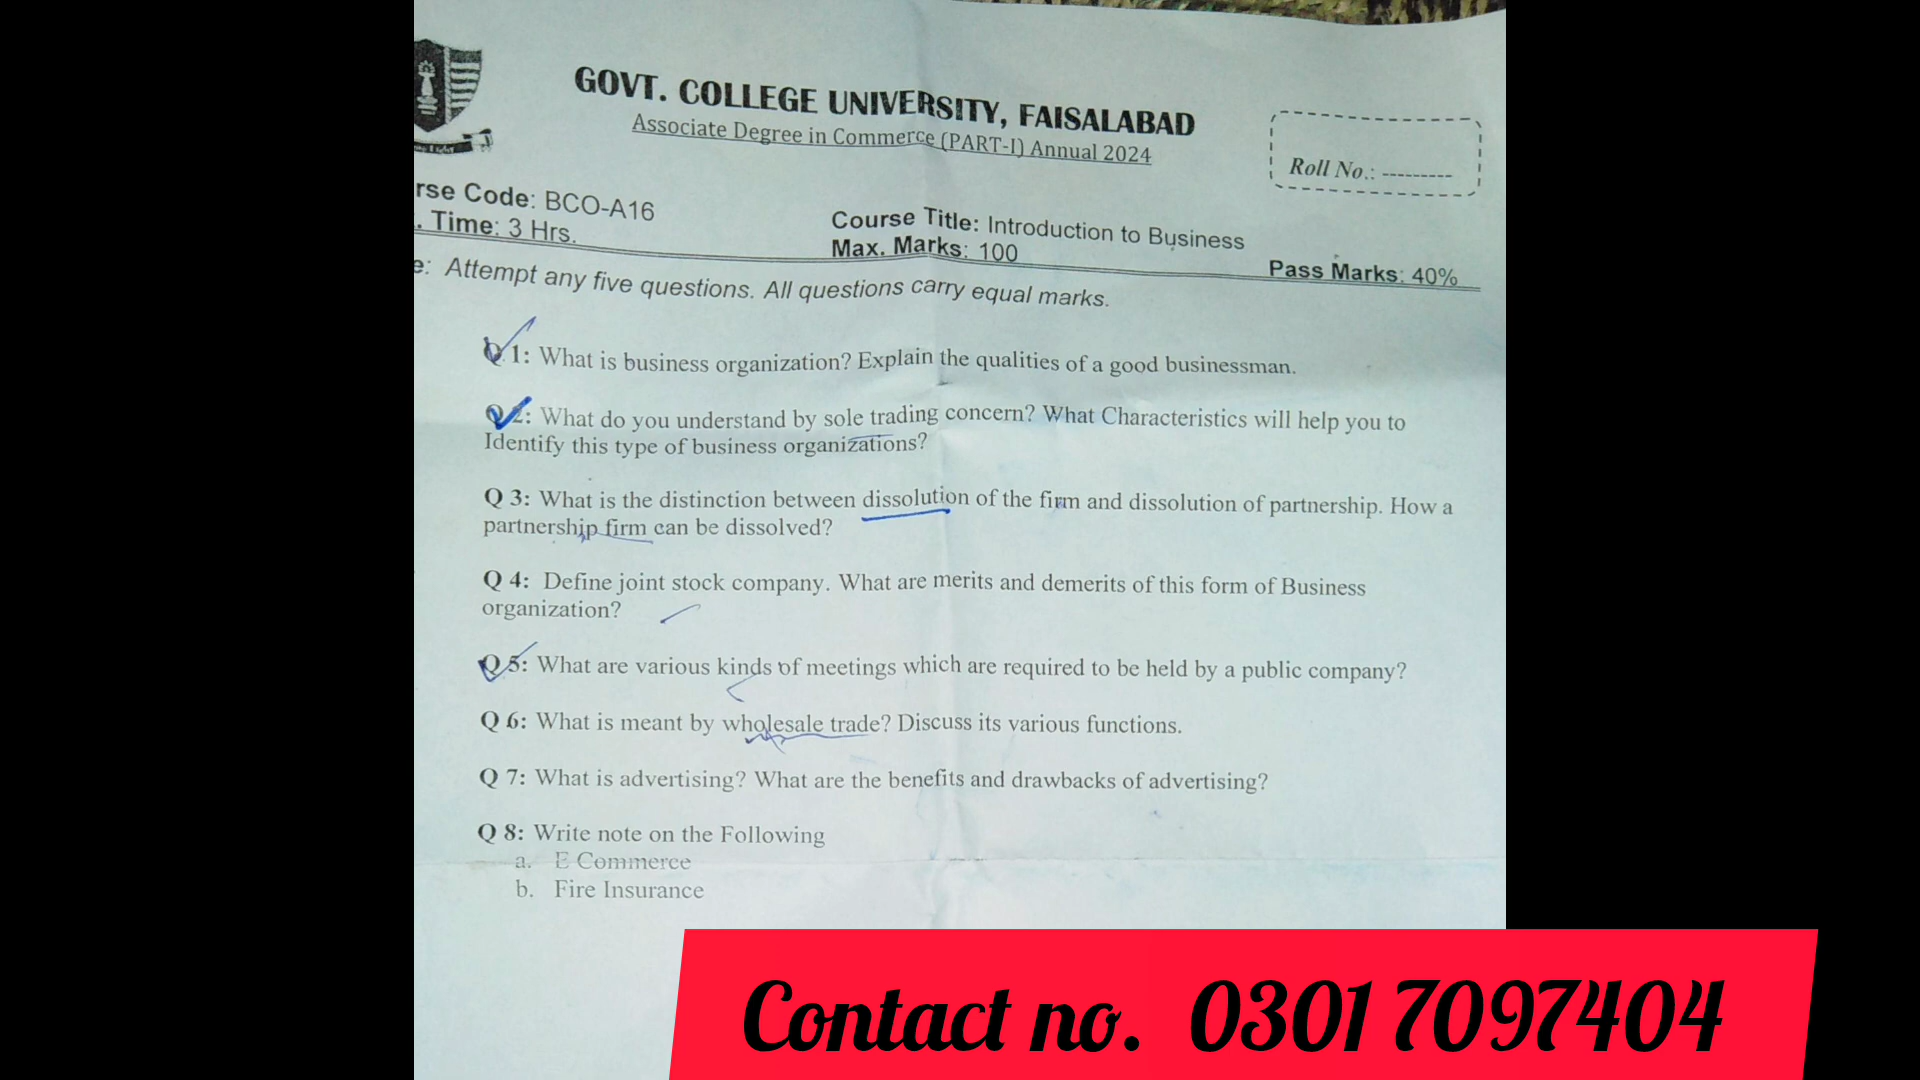 GOVT. COLLEGE UNIVERSITY, FAISALABAD
Associate Degree in Commerce (PART-I) Annual 2024
Roll No.: ---------
rse Code: BCO-A16
. Time: 3 Hrs.
Course Title: Introduction to Business
Max. Marks: 100
Pass Marks: 40%
e: Attempt any five questions. All questions carry equal marks.
Q 1: What is business organization? Explain the qualities of a good businessman.
Q 2: What do you understand by sole trading concern? What Characteristics will help you to
Identify this type of business organizations?
Q 3: What is the distinction between dissolution of the firm and dissolution of partnership. How a
partnership firm can be dissolved?
Q 4: Define joint stock company. What are merits and demerits of this form of Business
organization?
Q 5: What are various kinds of meetings which are required to be held by a public company?
Q 6: What is meant by wholesale trade? Discuss its various functions.
Q 7: What is advertising? What are the benefits and drawbacks of advertising?
Q 8: Write note on the Following
a. E Commerce
b. Fire Insurance
Contact no. 0301 7097404